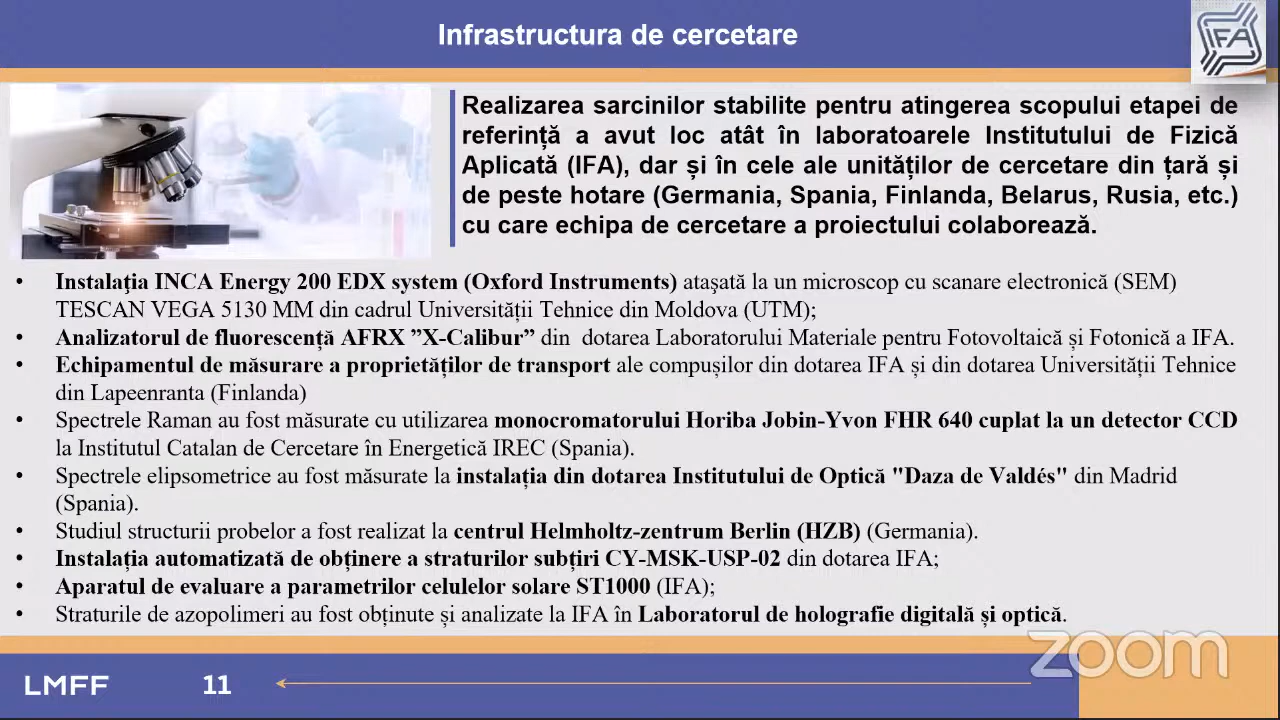 Infrastructura de cercetare
IFA
Realizarea sarcinilor stabilite pentru atingerea scopului etapei de
referință a avut loc atât în laboratoarele Institutului de Fizică
Aplicată (IFA), dar și în cele ale unităților de cercetare din țară și
de peste hotare (Germania, Spania, Finlanda, Belarus, Rusia, etc.)
cu care echipa de cercetare a proiectului colaborează.
• Instalaţia INCA Energy 200 EDX system (Oxford Instruments) ataşată la un microscop cu scanare electronică (SEM)
TESCAN VEGA 5130 MM din cadrul Universității Tehnice din Moldova (UTM);
• Analizatorul de fluorescență AFRX ”X-Calibur” din dotarea Laboratorului Materiale pentru Fotovoltaică și Fotonică a IFA.
• Echipamentul de măsurare a proprietăților de transport ale compușilor din dotarea IFA și din dotarea Universității Tehnice
din Lapeenranta (Finlanda)
• Spectrele Raman au fost măsurate cu utilizarea monocromatorului Horiba Jobin-Yvon FHR 640 cuplat la un detector CCD
la Institutul Catalan de Cercetare în Energetică IREC (Spania).
• Spectrele elipsometrice au fost măsurate la instalația din dotarea Institutului de Optică "Daza de Valdés" din Madrid
(Spania).
• Studiul structurii probelor a fost realizat la centrul Helmholtz-zentrum Berlin (HZB) (Germania).
• Instalația automatizată de obținere a straturilor subțiri CY-MSK-USP-02 din dotarea IFA;
• Aparatul de evaluare a parametrilor celulelor solare ST1000 (IFA);
• Straturile de azopolimeri au fost obținute și analizate la IFA în Laboratorul de holografie digitală și optică.
zoom
LMFF 11